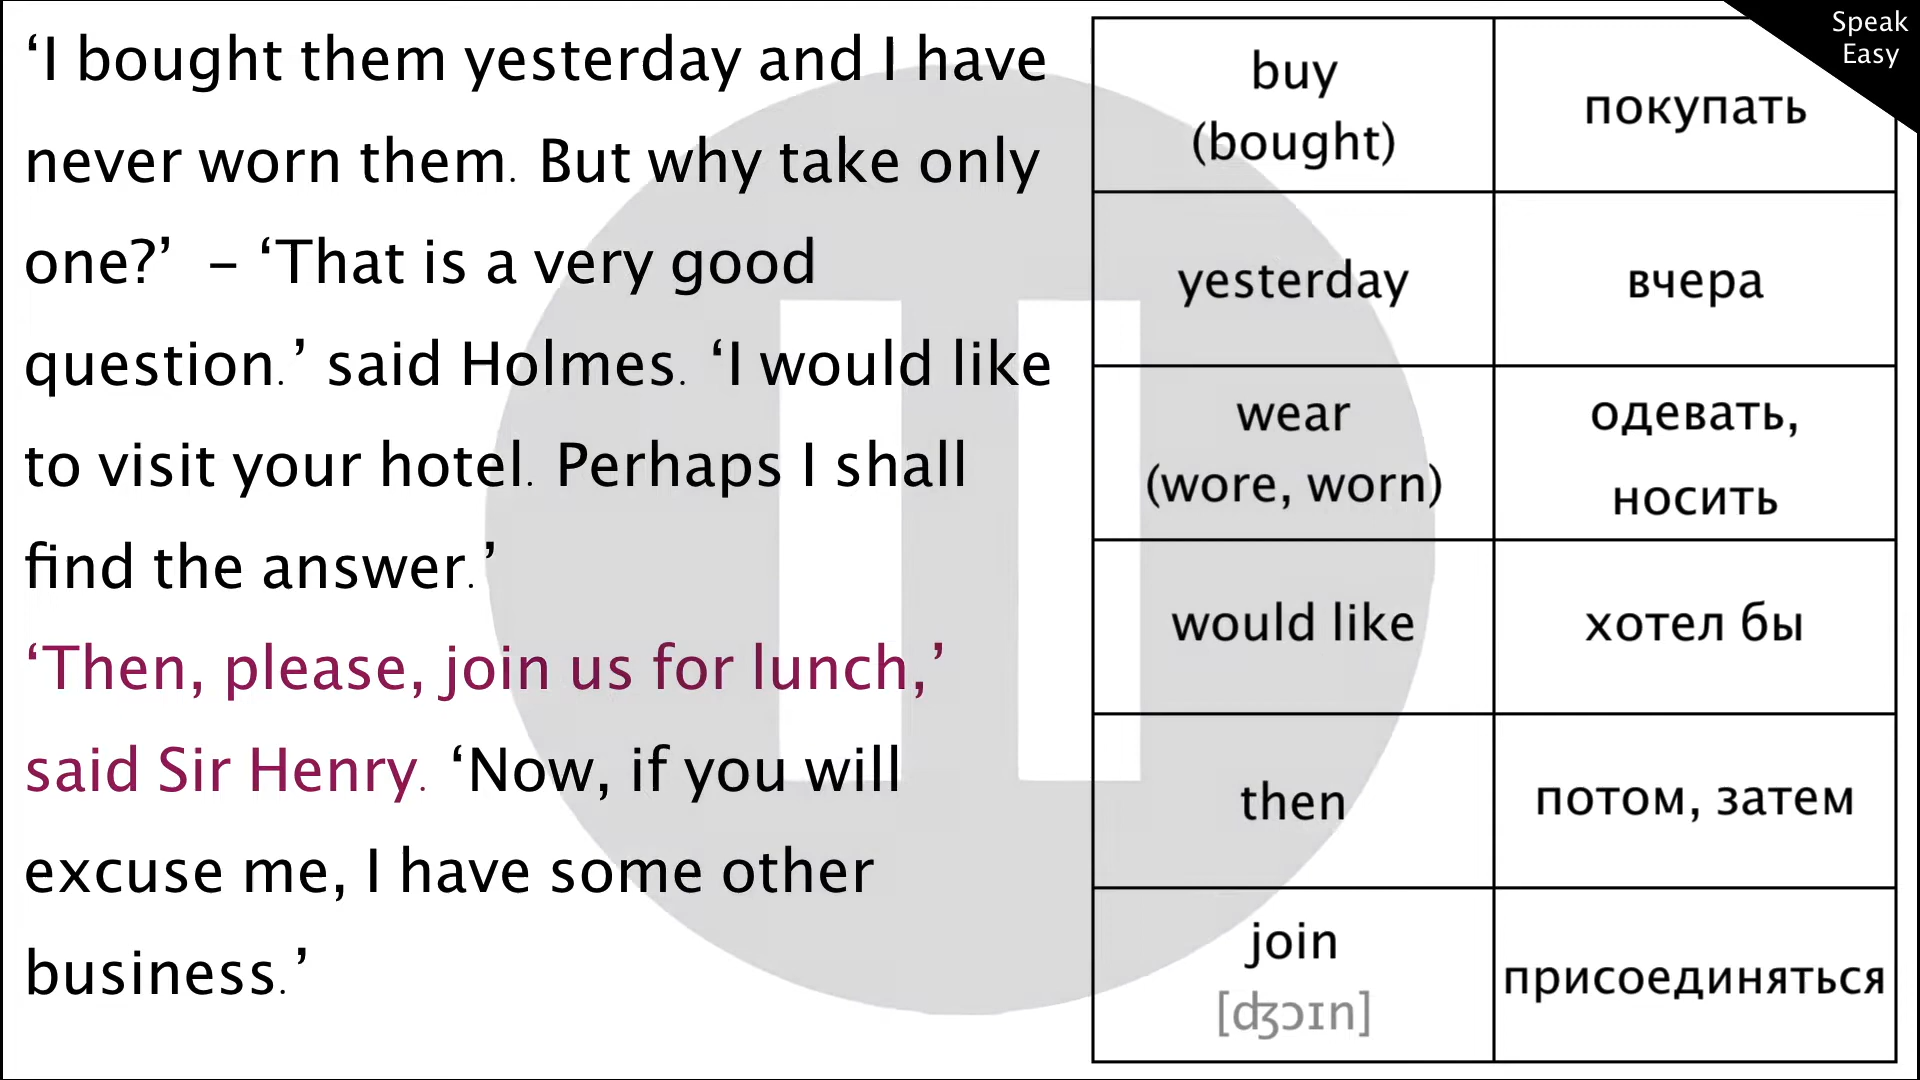 ‘I bought them yesterday and I have
never worn them. But why take only
one?’ – ‘That is a very good
question.’ said Holmes. ‘I would like
to visit your hotel. Perhaps I shall
find the answer.’
‘Then, please, join us for lunch,’
said Sir Henry. ‘Now, if you will
excuse me, I have some other
business.’
buy
(bought)
покупать
yesterday
вчера
wear
(wore, worn)
одевать,
носить
would like
хотел бы
then
потом, затем
join
[ʤɔɪn]
присоединяться
Speak
Easy